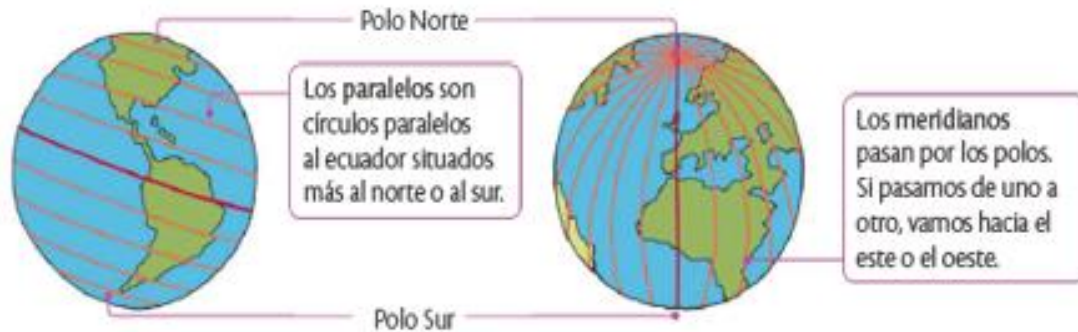 Polo Norte
Los paralelos son
círculos paralelos
al ecuador situados
más al norte o al sur.
Los meridianos
pasan por los polos.
Si pasamos de uno a
otro, vamos hacia el
este o el oeste.
Polo Sur